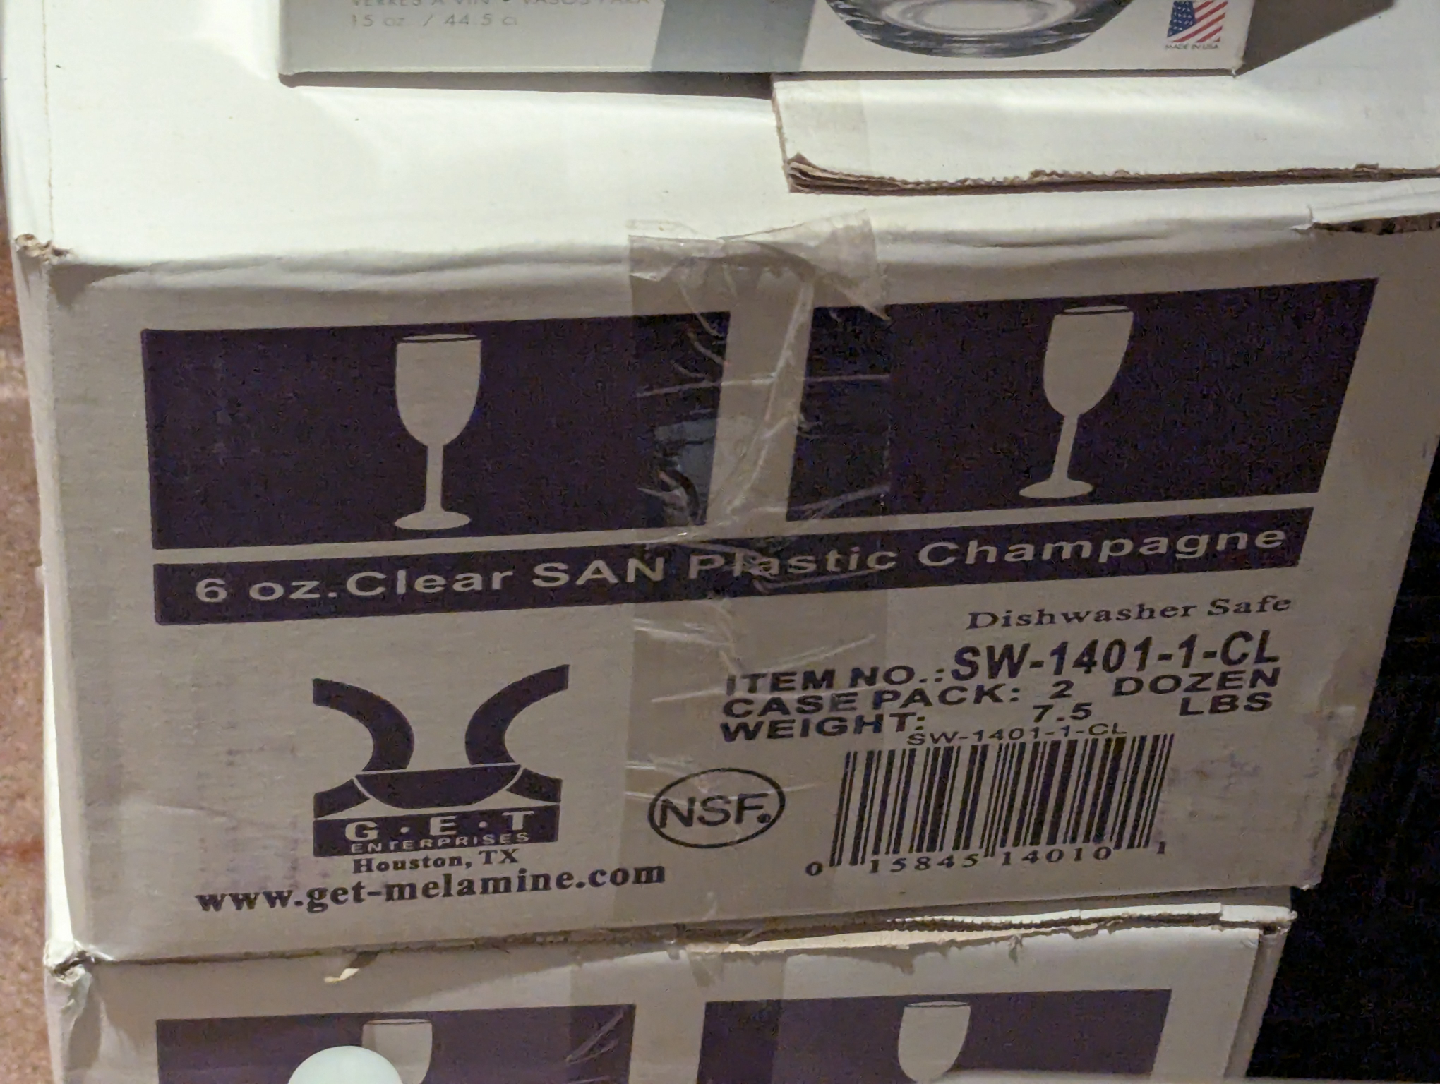 15 oz. / 44.5 cl
MADE IN USA
6 oz.Clear SAN Plastic Champagne
Dishwasher Safe
ITEM NO.: SW-1401-1-CL
CASE PACK: 2 DOZEN
WEIGHT: 7.5 LBS
SW-1401-1-CL
0 15845 14010 1
NSF.
G·E·T
ENTERPRISES
Houston, TX
www.get-melamine.com